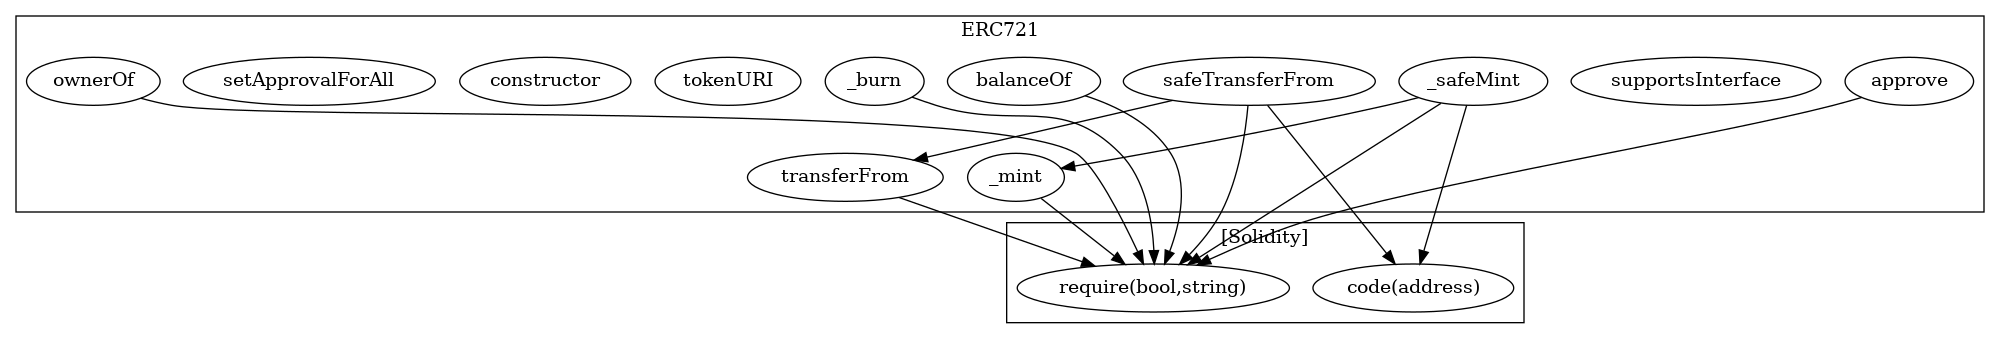 ERC721
ownerOf
setApprovalForAll
constructor
tokenURI
_burn
balanceOf
safeTransferFrom
_safeMint
supportsInterface
approve
transferFrom
_mint
[Solidity]
require(bool,string)
code(address)